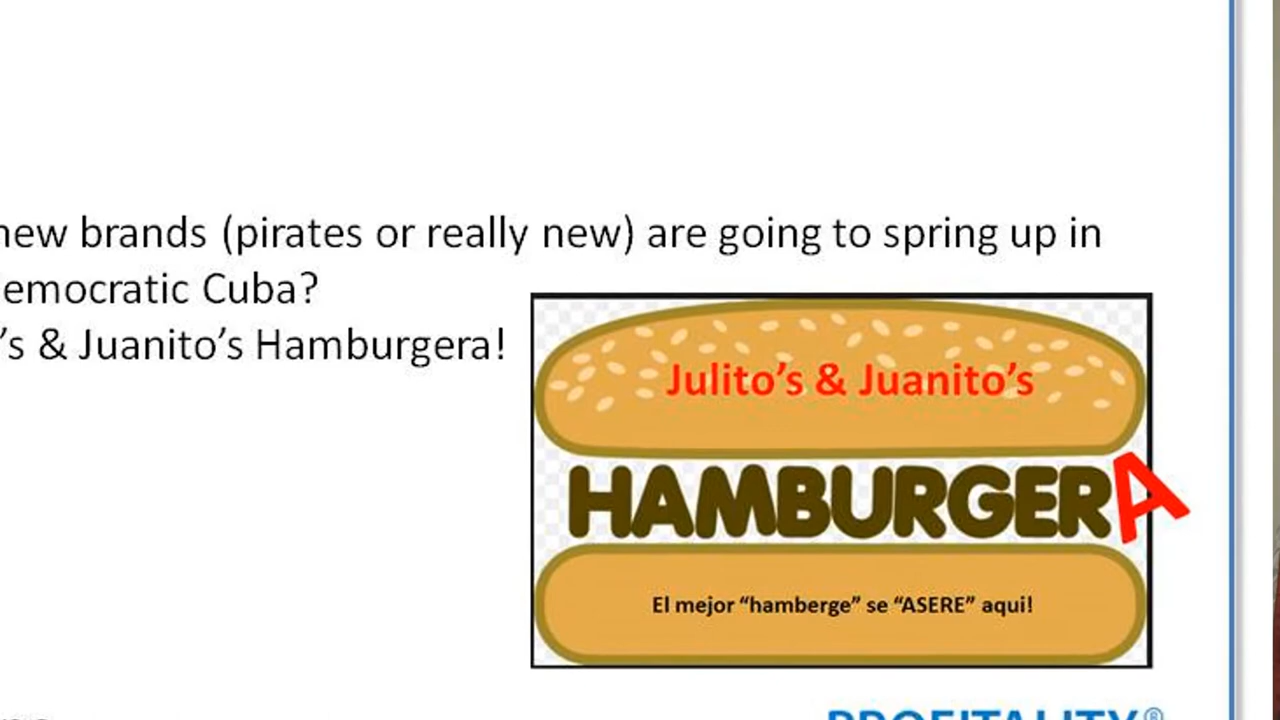 new brands (pirates or really new) are going to spring up in
emocratic Cuba?
's & Juanito's Hamburgera!
Julito's & Juanito's
HAMBURGERA
El mejor “hamberge” se “ASERE” aqui!
PROFITALITY®